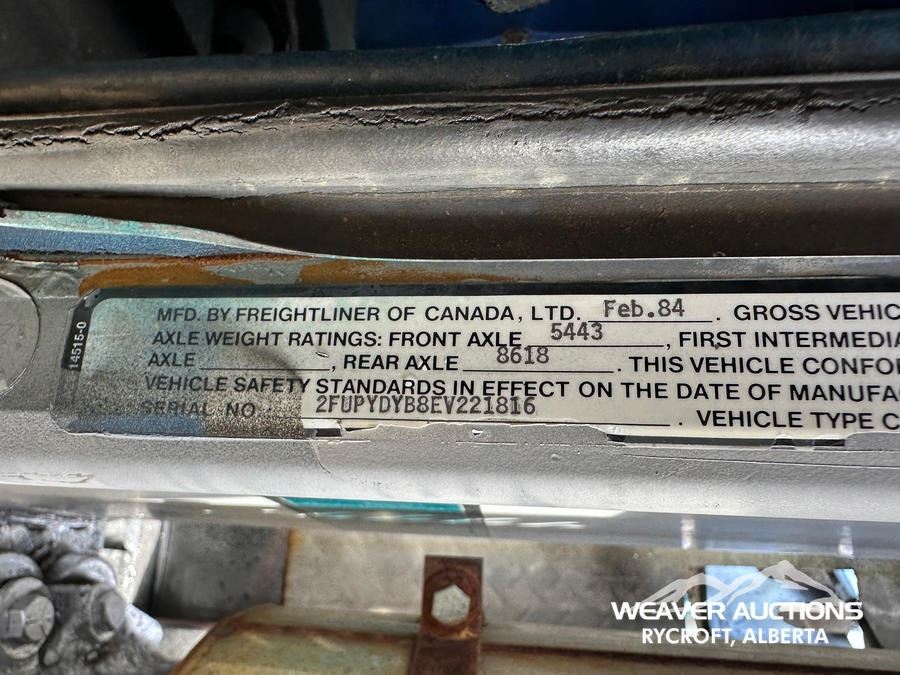 MFD. BY FREIGHTLINER OF CANADA, LTD. Feb.84 . GROSS VEHIC
AXLE WEIGHT RATINGS: FRONT AXLE 5443 , FIRST INTERMEDIA
AXLE , REAR AXLE 8618 . THIS VEHICLE CONFOR
VEHICLE SAFETY STANDARDS IN EFFECT ON THE DATE OF MANUFAC
SERIAL NO 2FUPYDYB8EV221816 . VEHICLE TYPE C
14515-0
WEAVER AUCTIONS
RYCROFT, ALBERTA